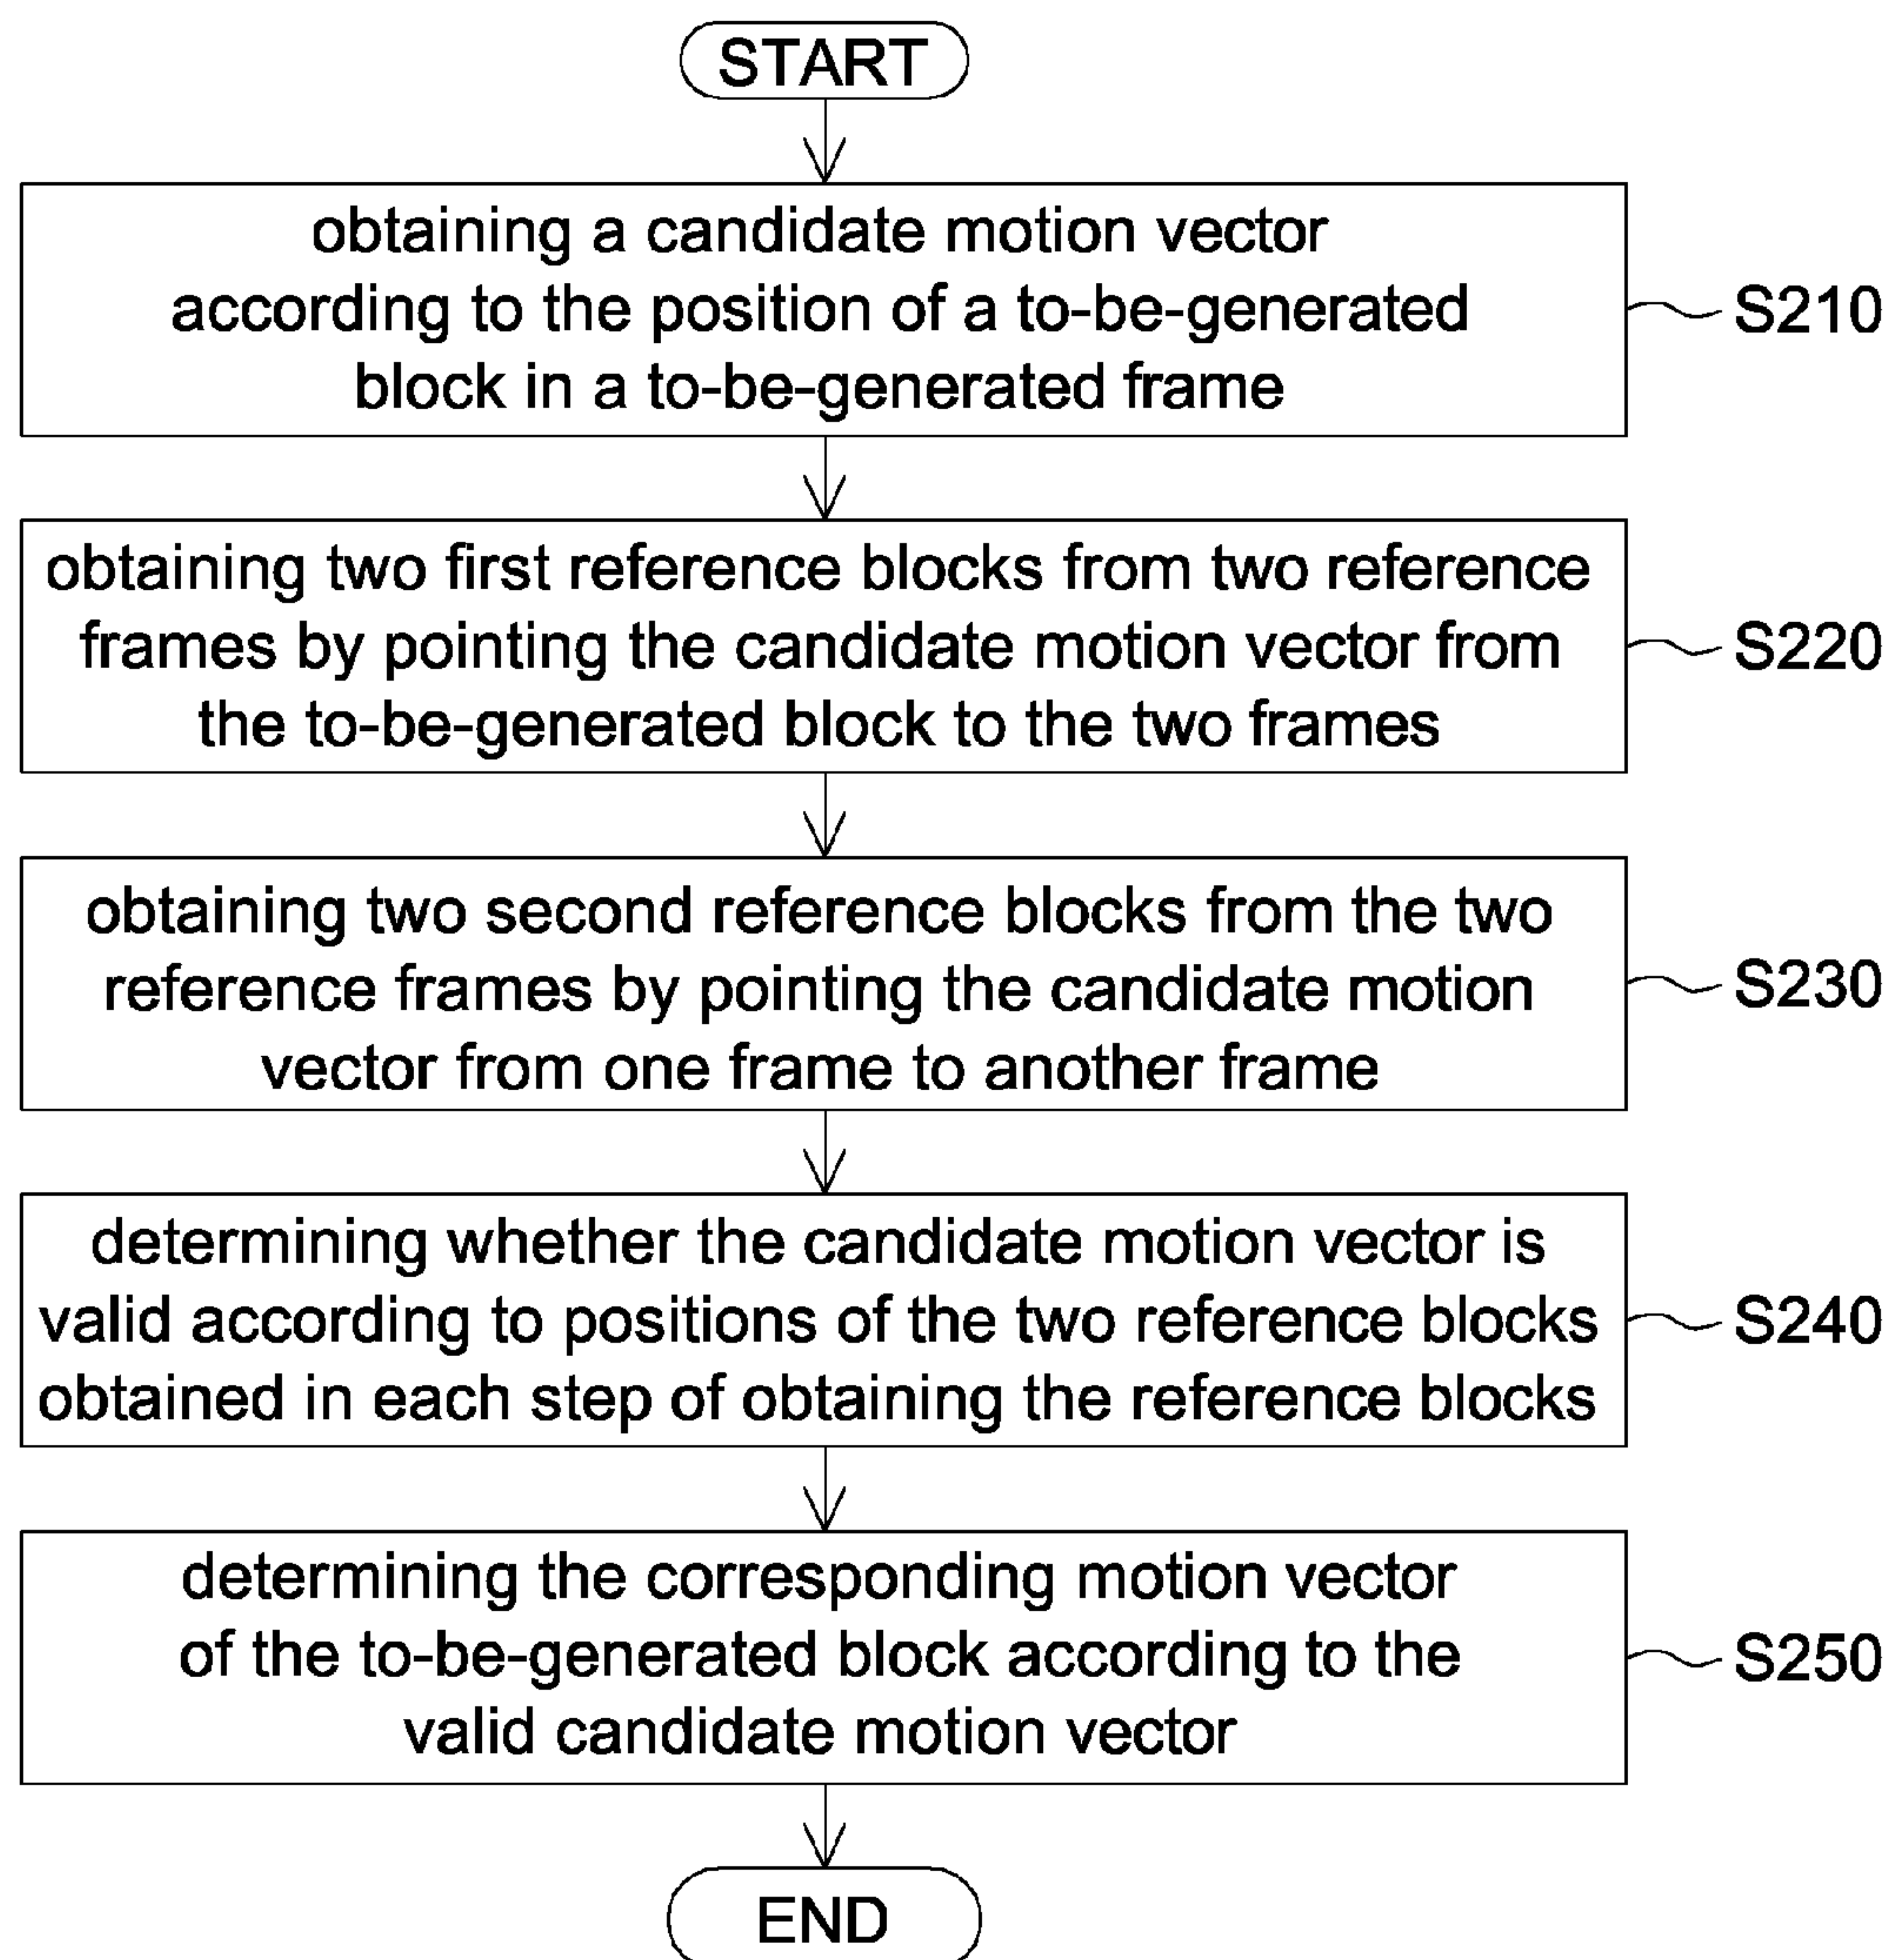 START
obtaining a candidate motion vector
according to the position of a to-be-generated
block in a to-be-generated frame
S210
obtaining two first reference blocks from two reference
frames by pointing the candidate motion vector from
the to-be-generated block to the two frames
S220
obtaining two second reference blocks from the two
reference frames by pointing the candidate motion
vector from one frame to another frame
S230
determining whether the candidate motion vector is
valid according to positions of the two reference blocks
obtained in each step of obtaining the reference blocks
S240
determining the corresponding motion vector
of the to-be-generated block according to the
valid candidate motion vector
S250
END